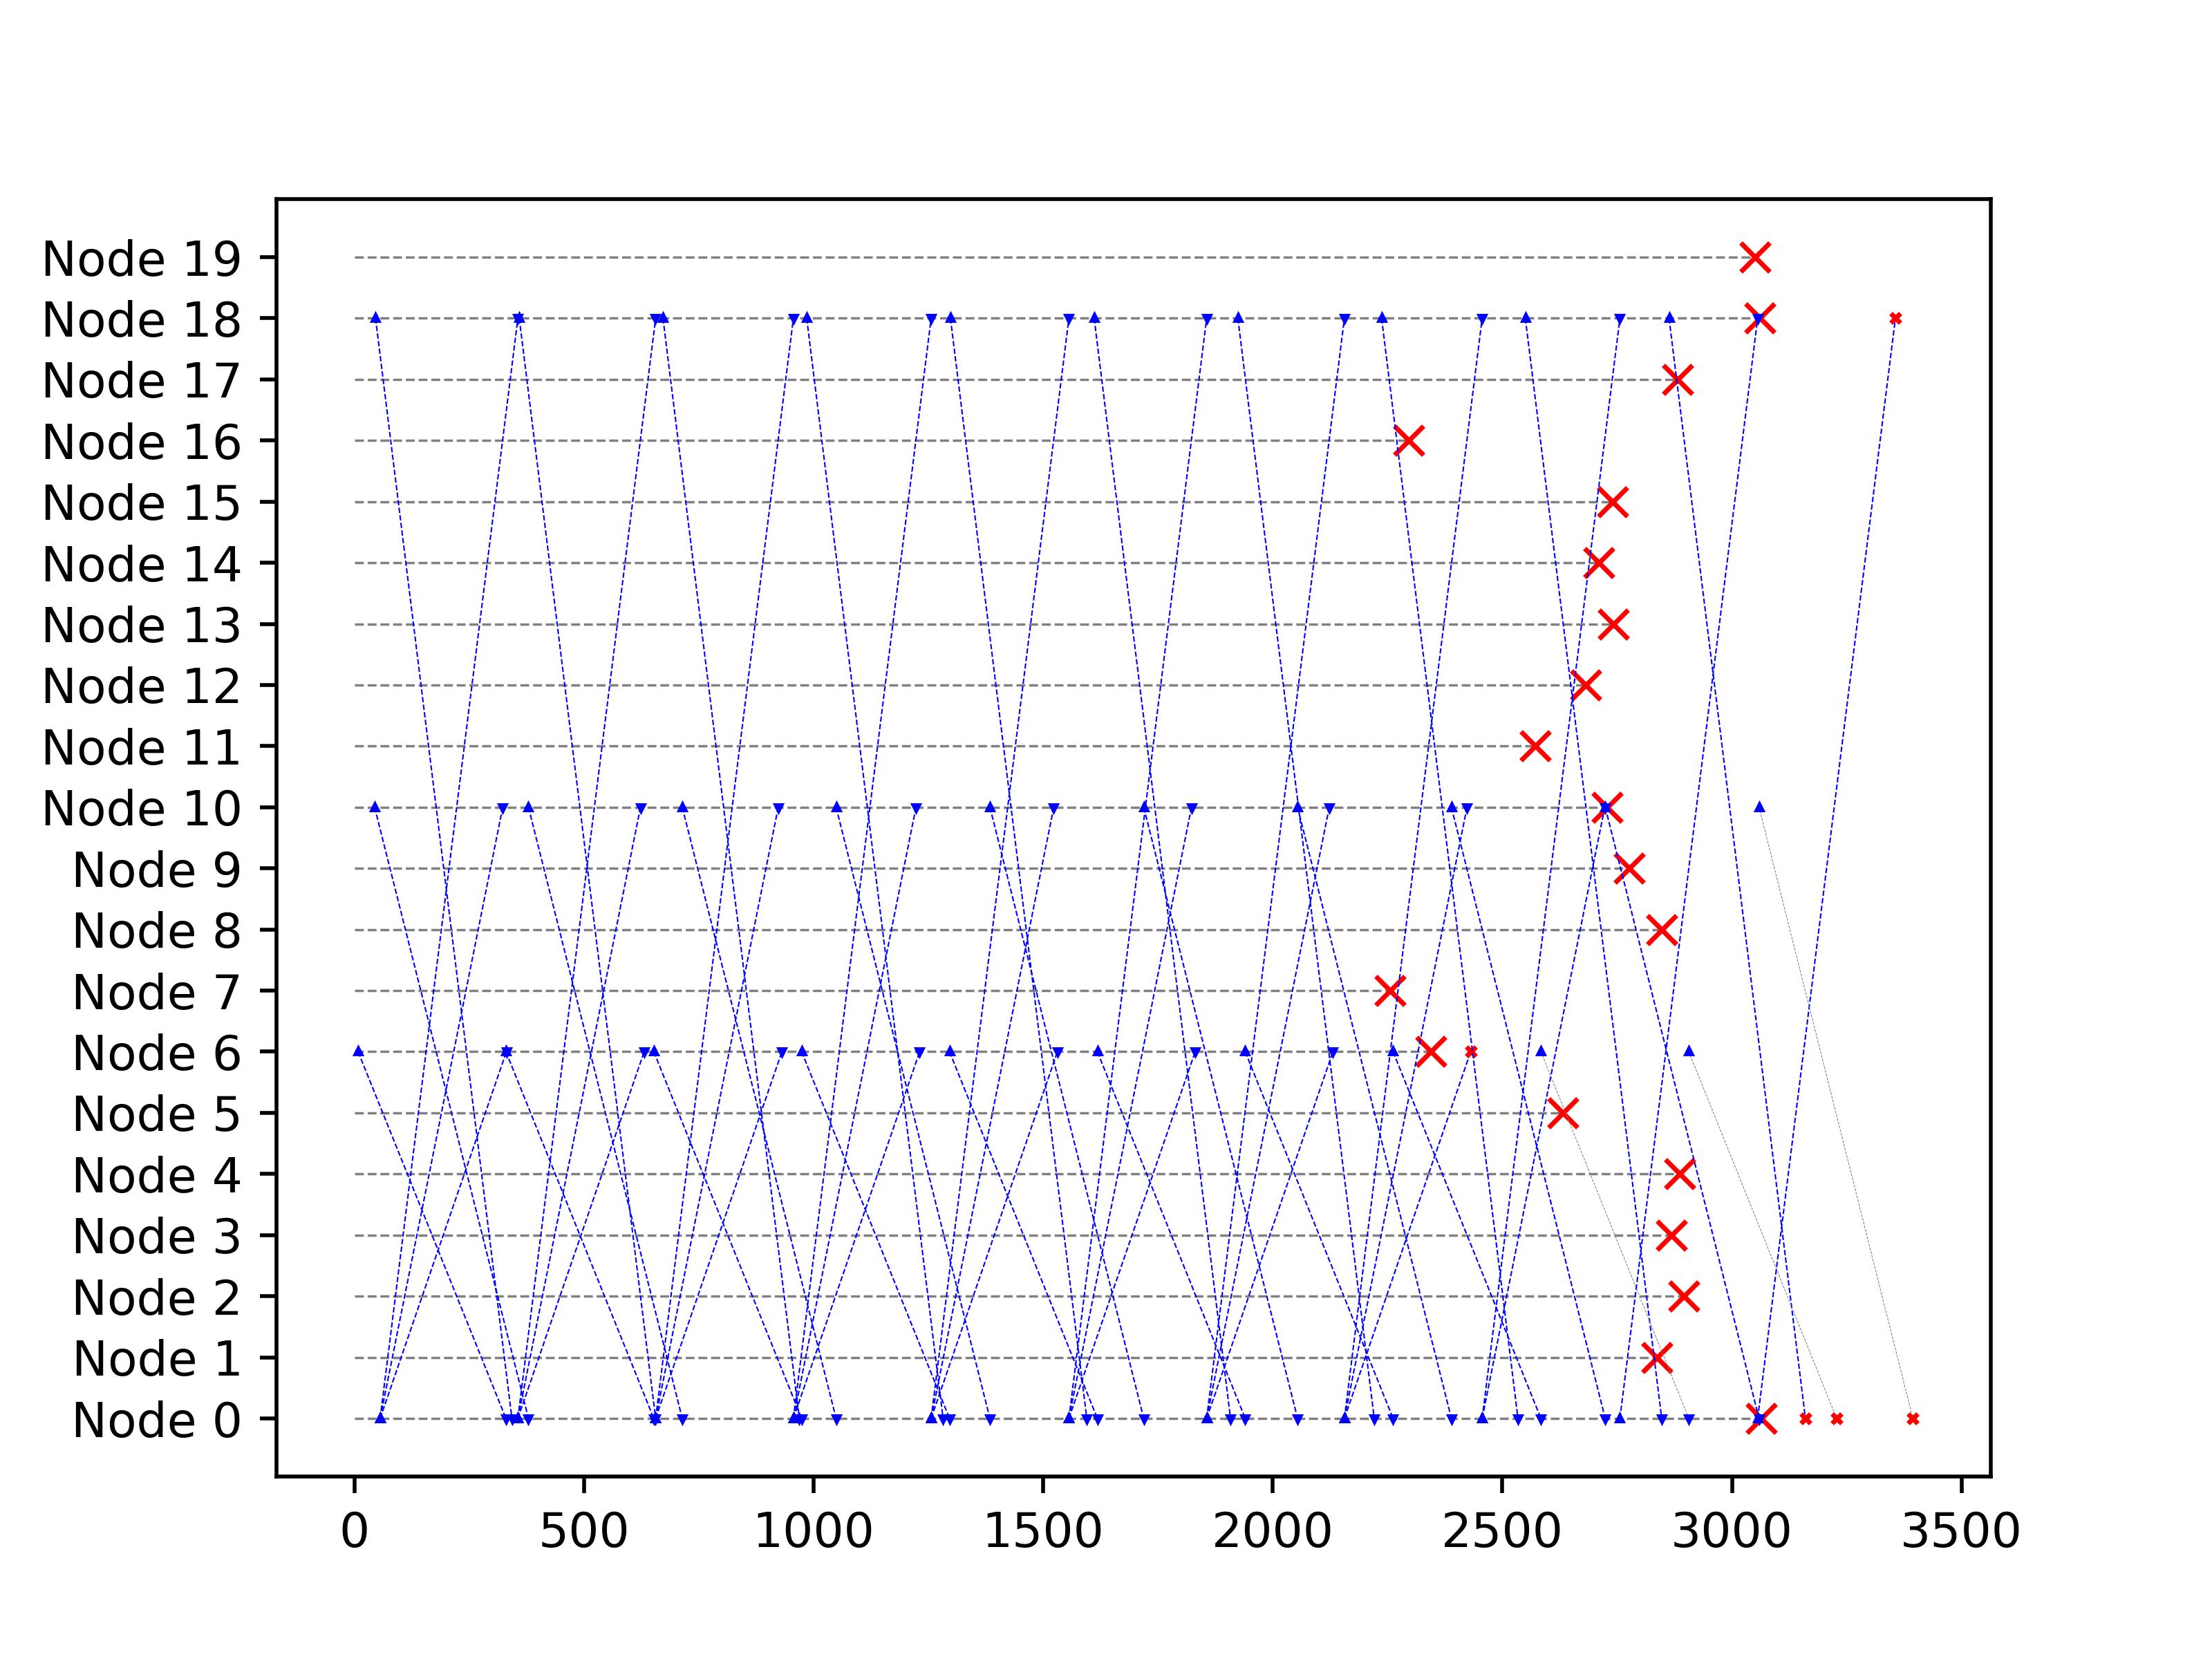 Node 19
Node 18
Node 17
Node 16
Node 15
Node 14
Node 13
Node 12
Node 11
Node 10
Node 9
Node 8
Node 7
Node 6
Node 5
Node 4
Node 3
Node 2
Node 1
Node 0
0 500 1000 1500 2000 2500 3000 3500